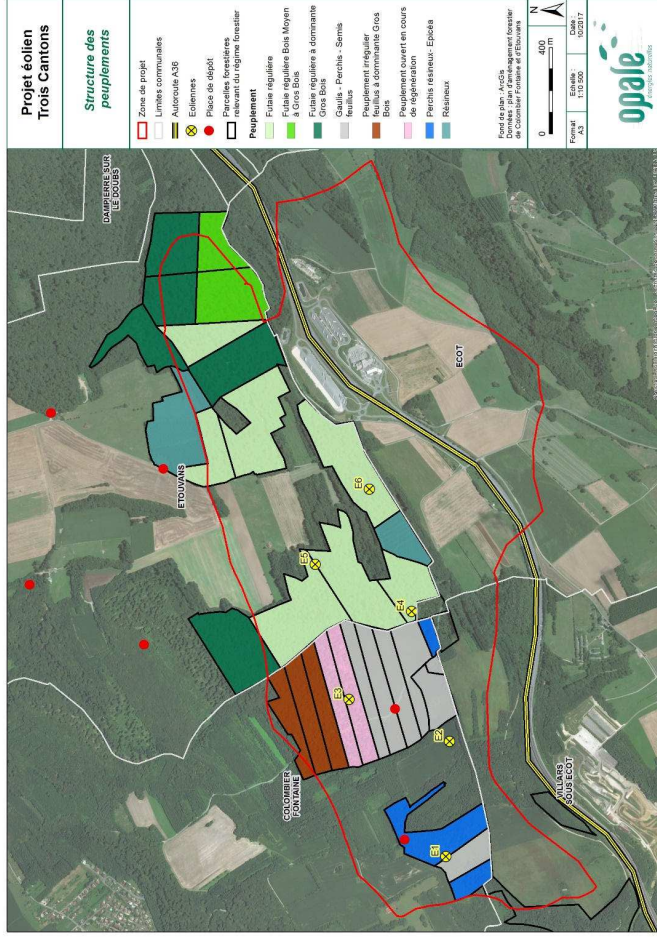 Projet éolien
Trois Cantons
Structure des
peuplements
Zone de projet
Limites communales
Autoroute A36
Eoliennes
Place de dépôt
Parcelles forestières
relevant du régime forestier
Peuplement
Futaie régulière
Futaie régulière Bois Moyen
à Gros Bois
Futaie régulière à dominante
Gros Bois
Gaulis - Perchis - Semis
feuillus
Peuplement irrégulier
feuillus à domminante Gros
Bois
Peuplement ouvert en cours
de régénération
Perchis résineux- Epicéa
Résineux
Fond de plan : ArcGis
Données : plan d'aménagement forestier
de Colombier Fontaine et d'Etouvans
0 400
m
N
Format :
A3
Echelle :
1:10 500
Date :
10/2017
opale
énergies naturelles
DAMPIERRE SUR
LE DOUBS
ETOUVANS
ECOT
COLOMBIER
FONTAINE
VILLARS
SOUS ECOT
E1
E2
E3
E4
E5
E6